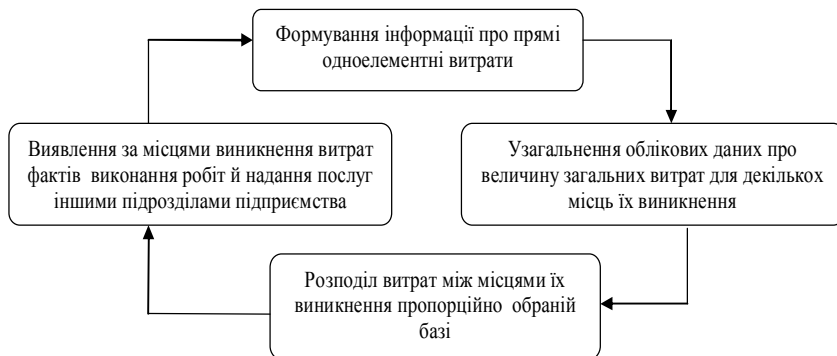 Формування інформації про прямі
одноелементні витрати
Виявлення за місцями виникнення витрат
фактів виконання робіт й надання послуг
іншими підрозділами підприємства
Узагальнення облікових даних про
величину загальних витрат для декількох
місць їх виникнення
Розподіл витрат між місцями їх
виникнення пропорційно обраній
базі